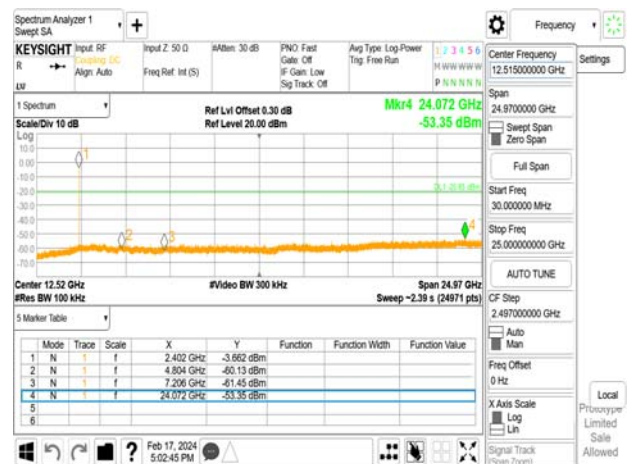 Spectrum Analyzer 1
Swept SA
+
Frequency
KEYSIGHT Input: RF Input Z: 50 Ω #Atten: 30 dB PNO: Fast Avg Type: Log-Power 1 2 3 4 5 6
R Coupling: DC Gate: Off Trig: Free Run M W W W W W
Align: Auto Freq Ref: Int (S) IF Gain: Low P N N N N N
Sig Track: Off
LV
Center Frequency
12.515000000 GHz
Settings
Span
24.9700000 GHz
Swept Span
Zero Span
Full Span
Start Freq
30.000000 MHz
Stop Freq
25.000000000 GHz
AUTO TUNE
CF Step
2.497000000 GHz
Auto
Man
Freq Offset
0 Hz
X Axis Scale
Log
Lin
Signal Track
(Span Zoom)
Local
Prototype
Limited
Sale
Allowed
1 Spectrum
Ref Lvl Offset 0.30 dB
Mkr4 24.072 GHz
Scale/Div 10 dB Ref Level 20.00 dBm -53.35 dBm
Log
10.0
0.00
-10.0
-20.0
-30.0
-40.0
-50.0
-60.0
-70.0
1
2
3
4
Center 12.52 GHz #Video BW 300 kHz Span 24.97 GHz
#Res BW 100 kHz Sweep ~2.39 s (24971 pts)
5 Marker Table
Mode Trace Scale X Y Function Function Width Function Value
1 N 1 f 2.402 GHz -3.662 dBm
2 N 1 f 4.804 GHz -60.13 dBm
3 N 1 f 7.206 GHz -61.45 dBm
4 N 1 f 24.072 GHz -53.35 dBm
5
6
?
Feb 17, 2024
5:02:45 PM